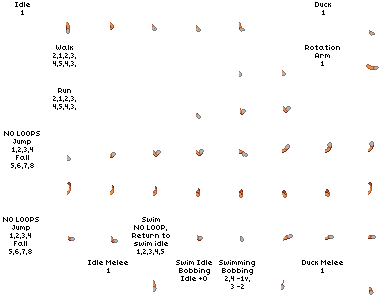 Idle
1
Duck
1
Walk
2,1,2,3,
4,5,4,3,
Rotation
Arm
1
Run
2,1,2,3,
4,5,4,3,
NO LOOPS
Jump
1,2,3,4
Fall
5,6,7,8
NO LOOPS
Jump
1,2,3,4
Fall
5,6,7,8
Swim
NO LOOP,
Return to
swim idle
1,2,3,4,5
Idle Melee
1
Swim Idle
Bobbing
Idle +0
Swimming
Bobbing
2,4 -1v,
3 -2
Duck Melee
1